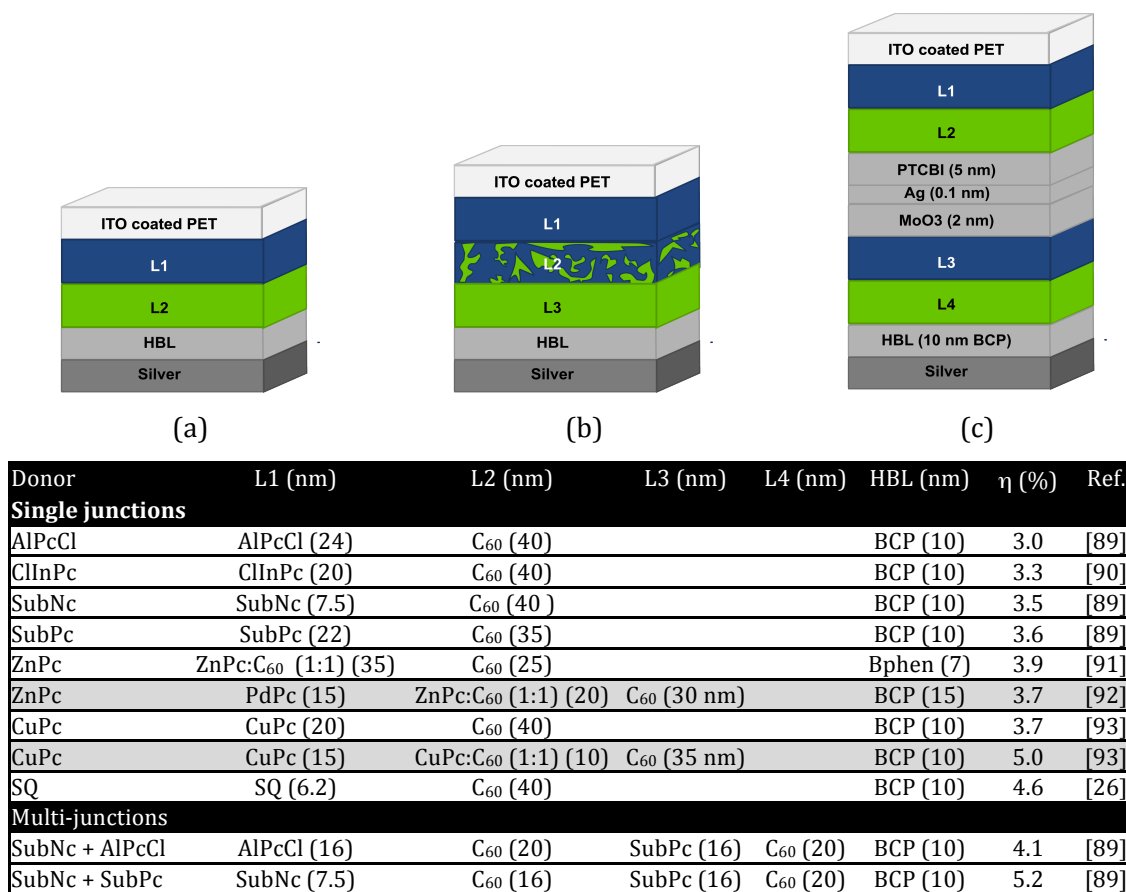 ITO coated PET
L1
L2
HBL
Silver
(a)
ITO coated PET
L1
L2
L3
HBL
Silver
(b)
ITO coated PET
L1
L2
PTCBI (5 nm)
Ag (0.1 nm)
MoO3 (2 nm)
L3
L4
HBL (10 nm BCP)
Silver
(c)
Donor L1 (nm) L2 (nm) L3 (nm) L4 (nm) HBL (nm) η (%) Ref.
Single junctions
AlPcCl AlPcCl (24) C₆₀ (40) BCP (10) 3.0 [89]
ClInPc ClInPc (20) C₆₀ (40) BCP (10) 3.3 [90]
SubNc SubNc (7.5) C₆₀ (40 ) BCP (10) 3.5 [89]
SubPc SubPc (22) C₆₀ (35) BCP (10) 3.6 [89]
ZnPc ZnPc:C₆₀ (1:1) (35) C₆₀ (25) Bphen (7) 3.9 [91]
ZnPc PdPc (15) ZnPc:C₆₀ (1:1) (20) C₆₀ (30 nm) BCP (15) 3.7 [92]
CuPc CuPc (20) C₆₀ (40) BCP (10) 3.7 [93]
CuPc CuPc (15) CuPc:C₆₀ (1:1) (10) C₆₀ (35 nm) BCP (10) 5.0 [93]
SQ SQ (6.2) C₆₀ (40) BCP (10) 4.6 [26]
Multi-junctions
SubNc + AlPcCl AlPcCl (16) C₆₀ (20) SubPc (16) C₆₀ (20) BCP (10) 4.1 [89]
SubNc + SubPc SubNc (7.5) C₆₀ (16) SubPc (16) C₆₀ (20) BCP (10) 5.2 [89]